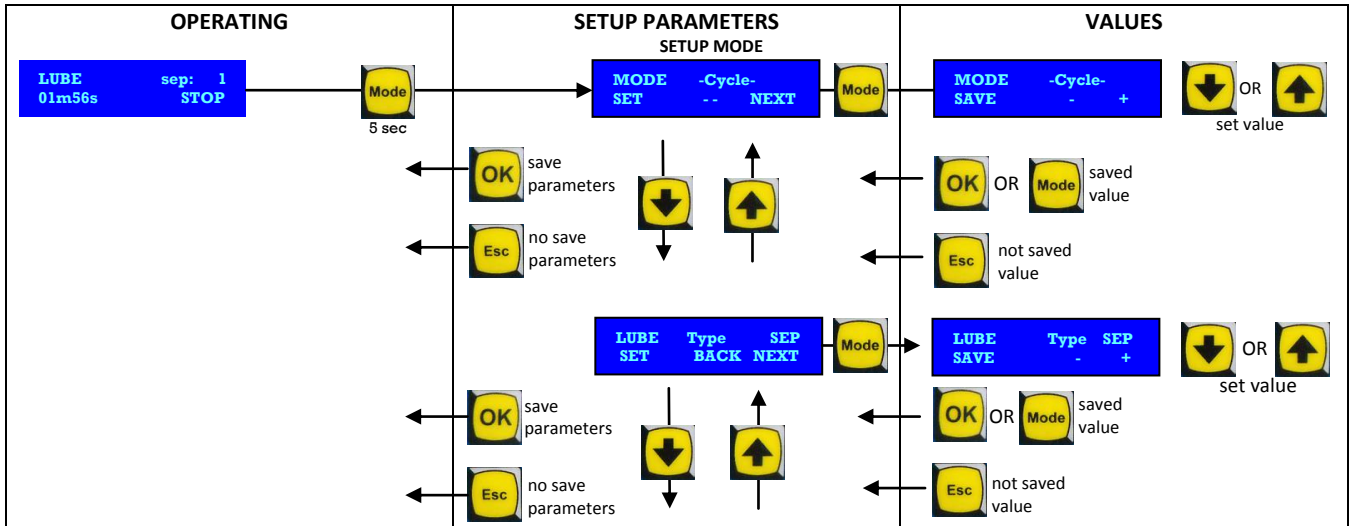 OPERATING
SETUP PARAMETERS
VALUES
SETUP MODE
LUBE sep: 1
01m56s STOP
Mode
5 sec
MODE -Cycle-
SET - - NEXT
Mode
MODE -Cycle-
SAVE - +
OR
set value
OK
save
parameters
Esc
no save
parameters
OK OR Mode
saved
value
Esc
not saved
value
LUBE Type SEP
SET BACK NEXT
Mode
LUBE Type SEP
SAVE - +
OR
set value
OK
save
parameters
Esc
no save
parameters
OK OR Mode
saved
value
Esc
not saved
value